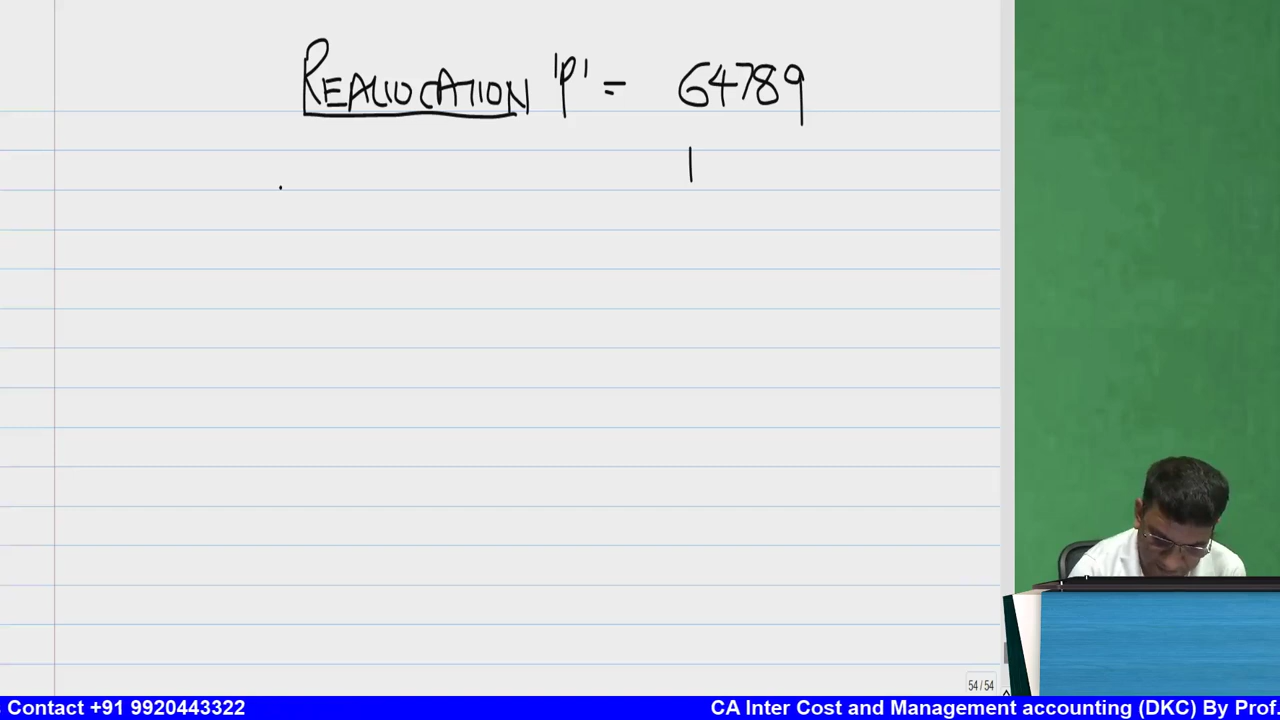 REALLOCATION 'P' = 64789
|
54 / 54
s Contact +91 9920443322
CA Inter Cost and Management accounting (DKC) By Prof.